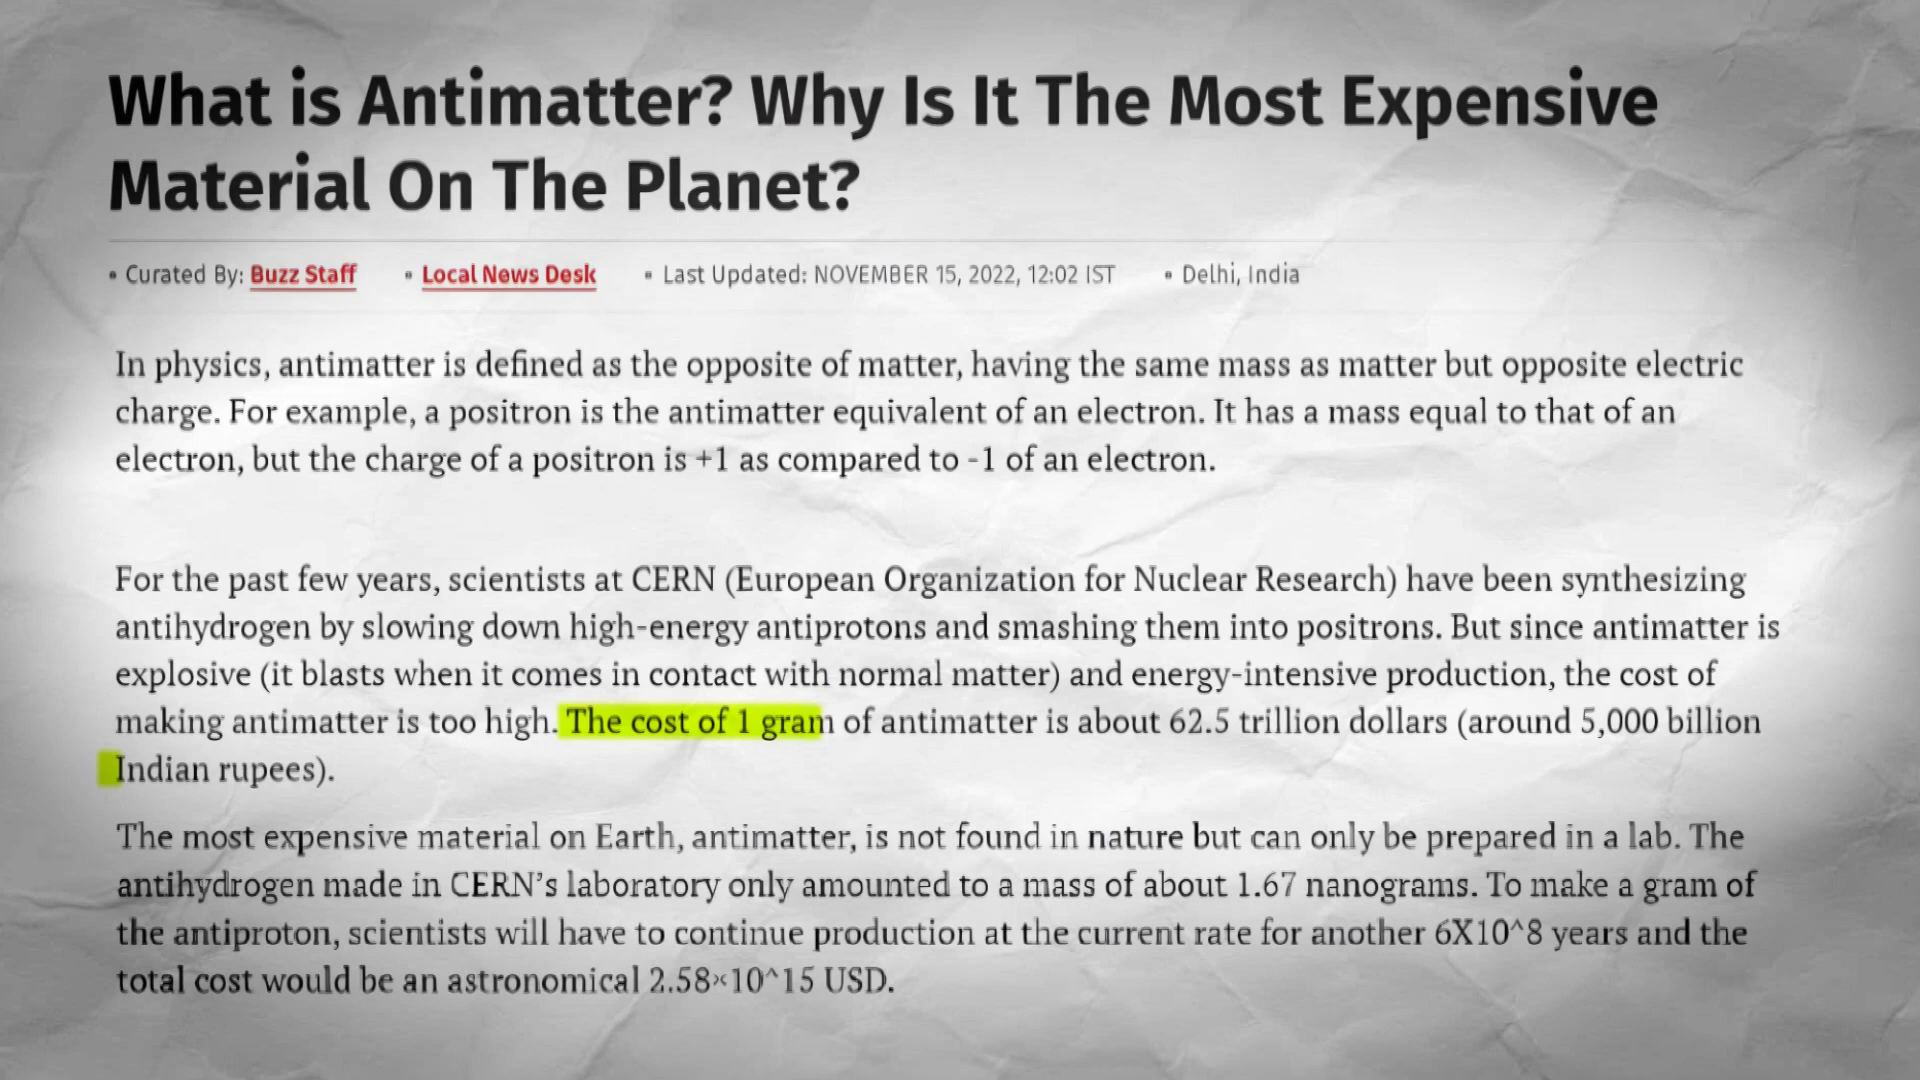 What is Antimatter? Why Is It The Most Expensive
Material On The Planet?
• Curated By: Buzz Staff • Local News Desk • Last Updated: NOVEMBER 15, 2022, 12:02 IST • Delhi, India
In physics, antimatter is defined as the opposite of matter, having the same mass as matter but opposite electric
charge. For example, a positron is the antimatter equivalent of an electron. It has a mass equal to that of an
electron, but the charge of a positron is +1 as compared to -1 of an electron.
For the past few years, scientists at CERN (European Organization for Nuclear Research) have been synthesizing
antihydrogen by slowing down high-energy antiprotons and smashing them into positrons. But since antimatter is
explosive (it blasts when it comes in contact with normal matter) and energy-intensive production, the cost of
making antimatter is too high. The cost of 1 gram of antimatter is about 62.5 trillion dollars (around 5,000 billion
Indian rupees).
The most expensive material on Earth, antimatter, is not found in nature but can only be prepared in a lab. The
antihydrogen made in CERN’s laboratory only amounted to a mass of about 1.67 nanograms. To make a gram of
the antiproton, scientists will have to continue production at the current rate for another 6X10^8 years and the
total cost would be an astronomical 2.58×10^15 USD.